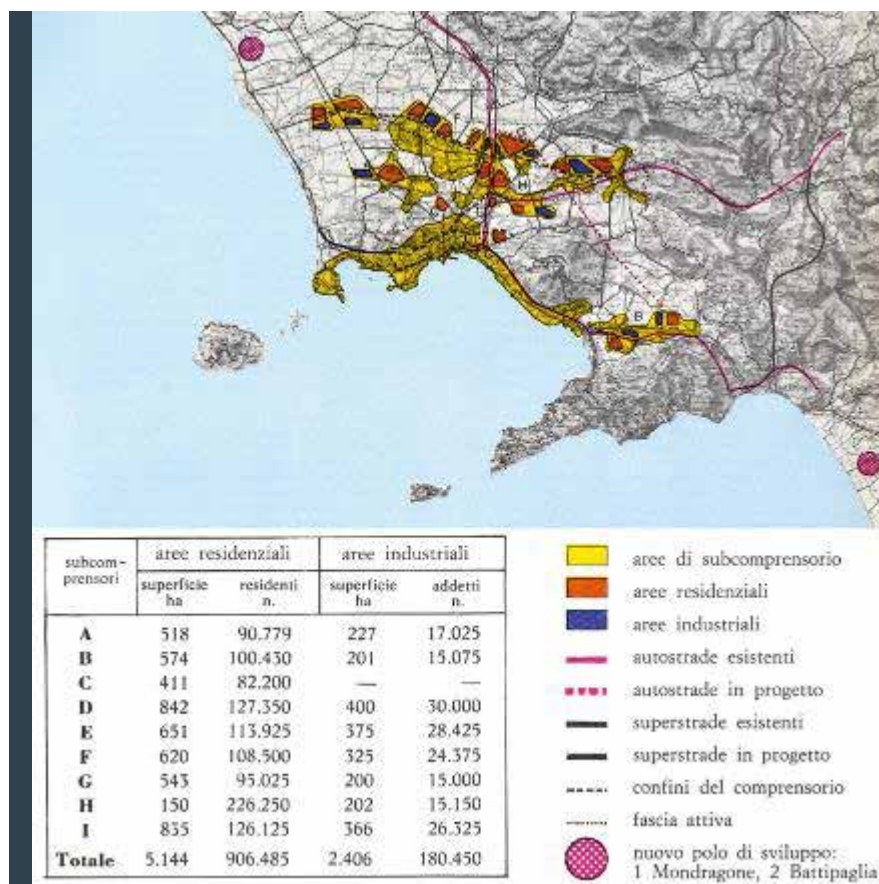 subcom-
prensori
aree residenziali
aree industriali
superficie
ha
residenti
n.
superficie
ha
addetti
n.
A 518 90.779 227 17.025
B 574 100.430 201 15.075
C 411 82.200 — —
D 842 127.350 400 30.000
E 651 113.925 375 28.425
F 620 108.500 325 24.375
G 543 95.025 200 15.000
H 150 226.250 202 15.150
I 835 126.125 366 26.325
Totale 5.144 906.485 2.406 180.450
aree di subcomprensorio
aree residenziali
aree industriali
autostrade esistenti
autostrade in progetto
superstrade esistenti
superstrade in progetto
confini del comprensorio
fascia attiva
nuovo polo di sviluppo:
1 Mondragone, 2 Battipaglia
F
H
B